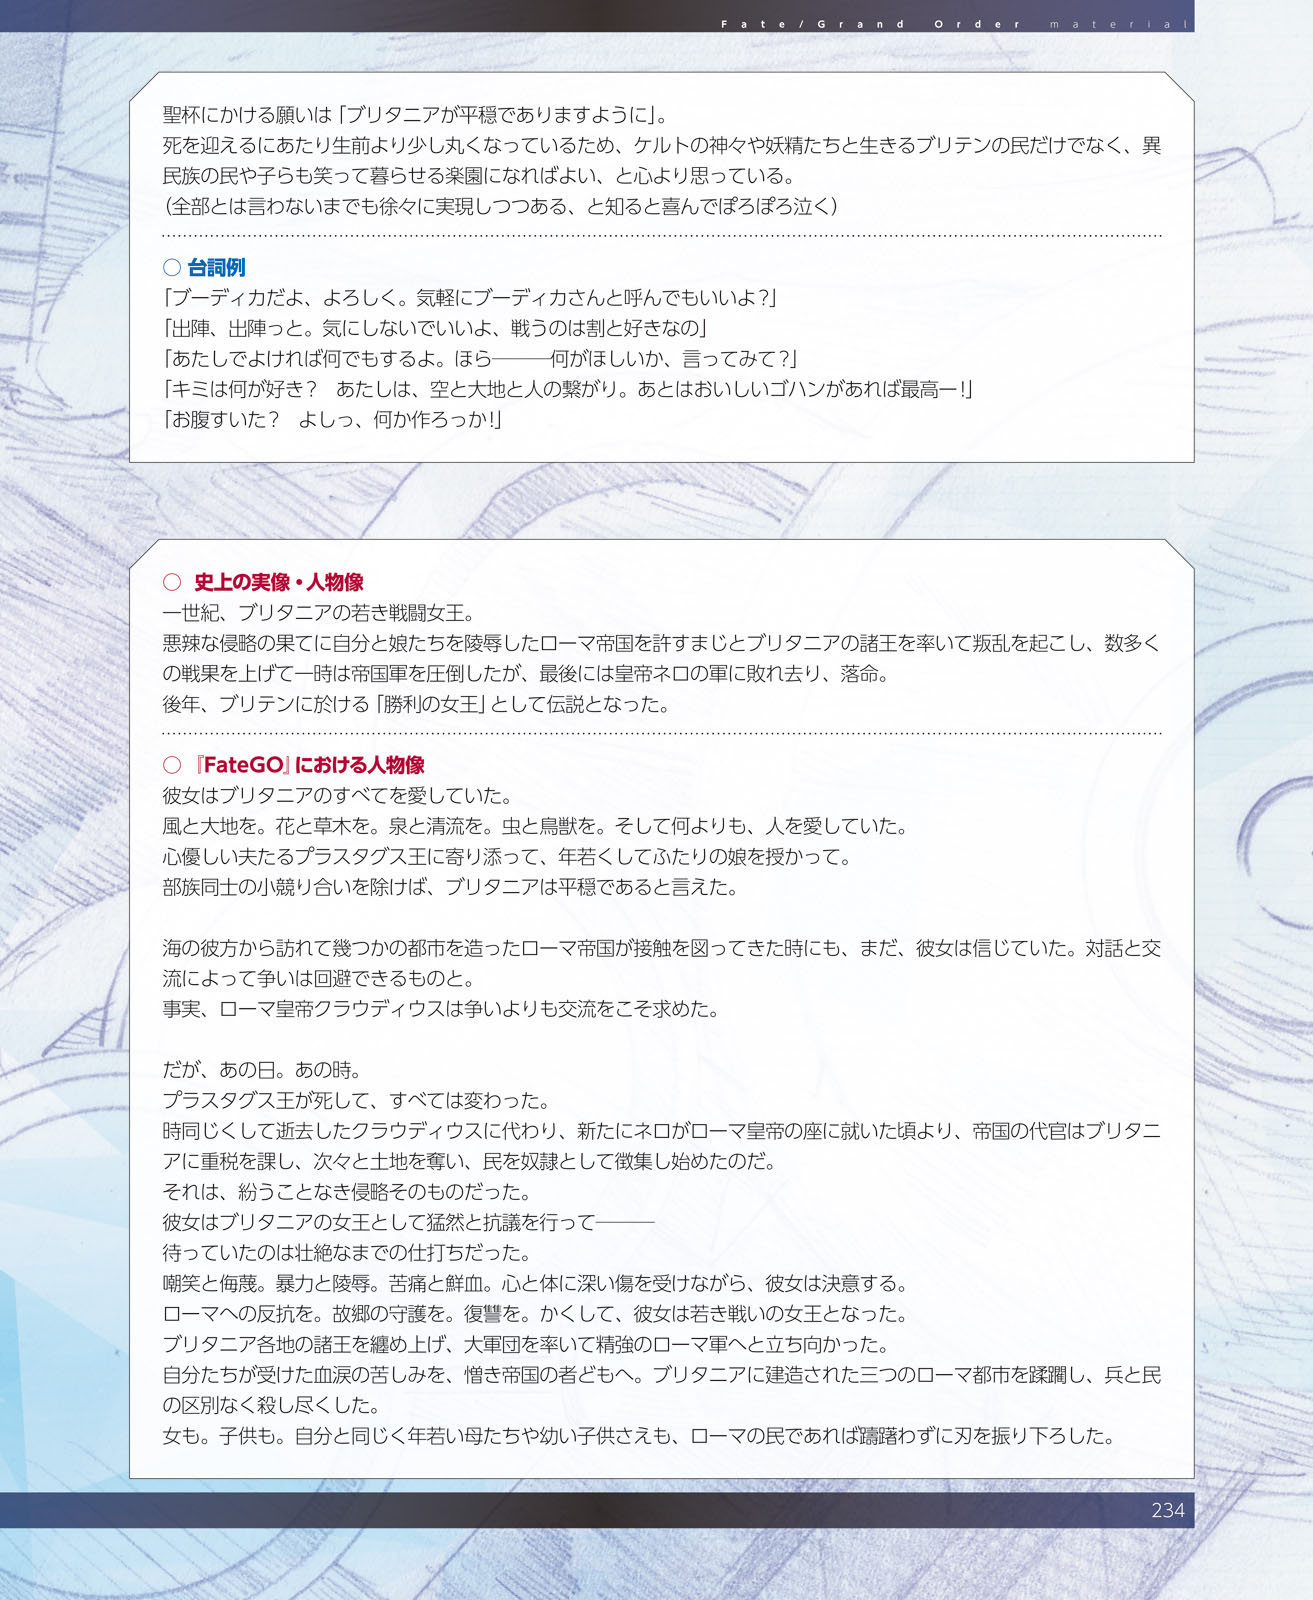 Fate/Grand Order material
聖杯にかける願いは「ブリタニアが平穏でありますように」。
死を迎えるにあたり生前より少し丸くなっているため、ケルトの神々や妖精たちと生きるブリテンの民だけでなく、異
民族の民や子らも笑って暮らせる楽園になればよい、と心より思っている。
(全部とは言わないまでも徐々に実現しつつある、と知ると喜んでぽろぽろ泣く)
○ 台詞例
「ブーディカだよ、よろしく。気軽にブーディカさんと呼んでもいいよ?」
「出陣、出陣っと。気にしないでいいよ、戦うのは割と好きなの」
「あたしでよければ何でもするよ。ほら───何がほしいか、言ってみて?」
「キミは何が好き? あたしは、空と大地と人の繋がり。あとはおいしいゴハンがあれば最高ー!」
「お腹すいた? よしっ、何か作ろっか!」
○ 史上の実像・人物像
一世紀、ブリタニアの若き戦闘女王。
悪辣な侵略の果てに自分と娘たちを陵辱したローマ帝国を許すまじとブリタニアの諸王を率いて叛乱を起こし、数多く
の戦果を上げて一時は帝国軍を圧倒したが、最後には皇帝ネロの軍に敗れ去り、落命。
後年、ブリテンに於ける「勝利の女王」として伝説となった。
○ 『FateGO』における人物像
彼女はブリタニアのすべてを愛していた。
風と大地を。花と草木を。泉と清流を。虫と鳥獣を。そして何よりも、人を愛していた。
心優しい夫たるプラスタグス王に寄り添って、年若くしてふたりの娘を授かって。
部族同士の小競り合いを除けば、ブリタニアは平穏であると言えた。
海の彼方から訪れて幾つかの都市を造ったローマ帝国が接触を図ってきた時にも、まだ、彼女は信じていた。対話と交
流によって争いは回避できるものと。
事実、ローマ皇帝クラウディウスは争いよりも交流をこそ求めた。
だが、あの日。あの時。
プラスタグス王が死して、すべては変わった。
時同じくして逝去したクラウディウスに代わり、新たにネロがローマ皇帝の座に就いた頃より、帝国の代官はブリタニ
アに重税を課し、次々と土地を奪い、民を奴隷として徴集し始めたのだ。
それは、紛うことなき侵略そのものだった。
彼女はブリタニアの女王として猛然と抗議を行って───
待っていたのは壮絶なまでの仕打ちだった。
嘲笑と侮蔑。暴力と陵辱。苦痛と鮮血。心と体に深い傷を受けながら、彼女は決意する。
ローマへの反抗を。故郷の守護を。復讐を。かくして、彼女は若き戦いの女王となった。
ブリタニア各地の諸王を纏め上げ、大軍団を率いて精強のローマ軍へと立ち向かった。
自分たちが受けた血涙の苦しみを、憎き帝国の者どもへ。ブリタニアに建造された三つのローマ都市を蹂躙し、兵と民
の区別なく殺し尽くした。
女も。子供も。自分と同じく年若い母たちや幼い子供さえも、ローマの民であれば躊躇わずに刃を振り下ろした。
234